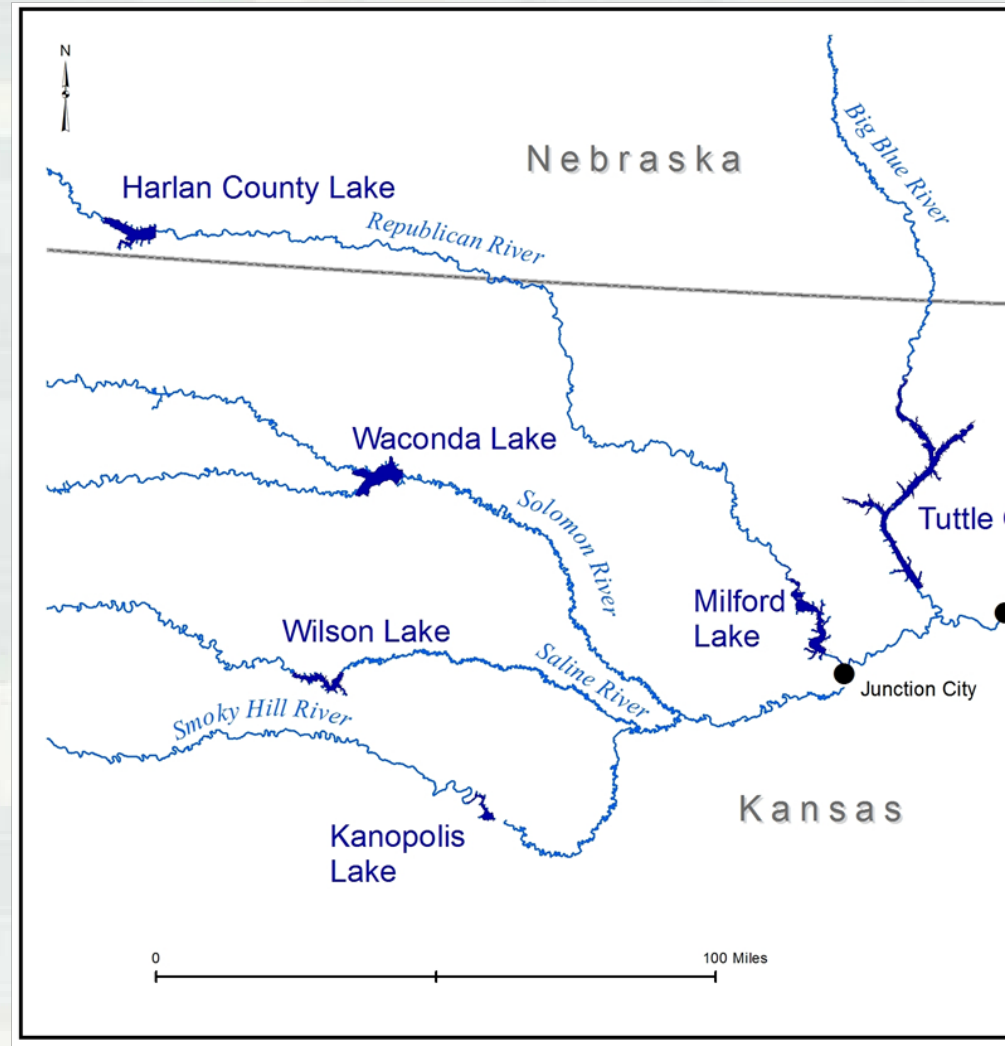 N
Nebraska
Big Blue River
Harlan County Lake
Republican River
Waconda Lake
Solomon River
Tuttle
Milford
Lake
Wilson Lake
Saline River
Junction City
Smoky Hill River
Kansas
Kanopolis
Lake
0
100 Miles